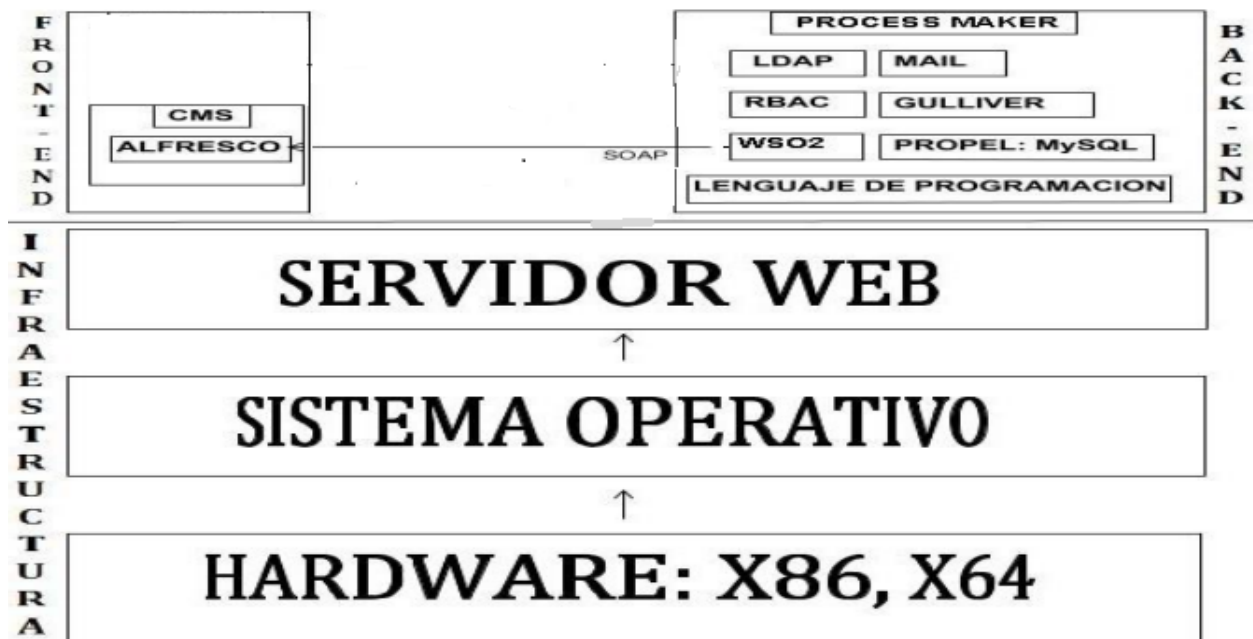 FRONT-END
CMS
ALFRESCO
SOAP
PROCESS MAKER
LDAP MAIL
RBAC GULLIVER
WSO2 PROPEL: MySQL
LENGUAJE DE PROGRAMACION
BACK-END
INFRAESTRUCTURA
SERVIDOR WEB
SISTEMA OPERATIVO
HARDWARE: X86, X64